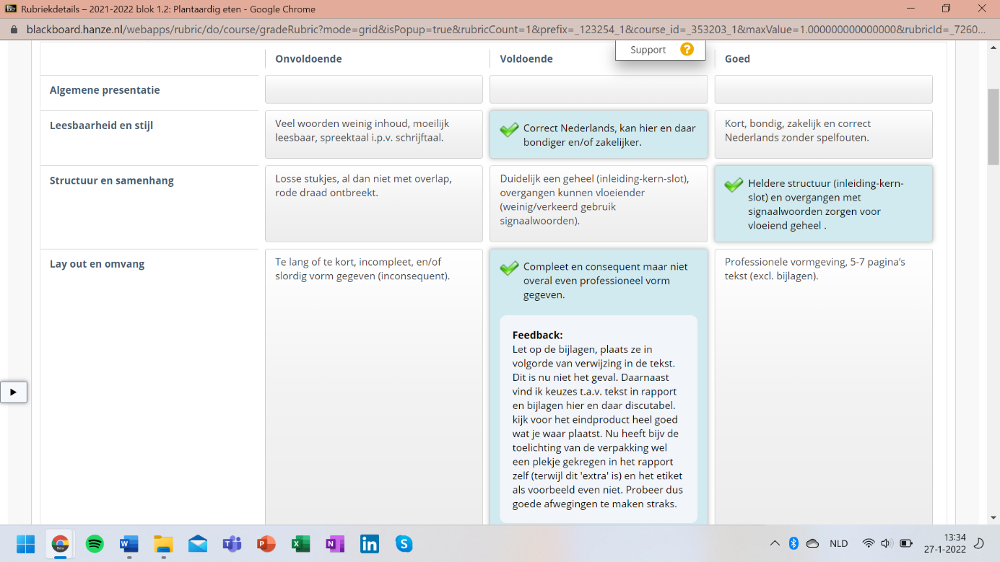 Bb Rubriekdetails – 2021-2022 blok 1.2: Plantaardig eten - Google Chrome
blackboard.hanze.nl/webapps/rubric/do/course/gradeRubric?mode=grid&isPopup=true&rubricCount=1&prefix=_123254_1&course_id=_353203_1&maxValue=1.000000000000000&rubricId=_7260...
Support ?
Onvoldoende
Voldoende
Goed
Algemene presentatie
Leesbaarheid en stijl
Veel woorden weinig inhoud, moeilijk
leesbaar, spreektaal i.p.v. schrijftaal.
Correct Nederlands, kan hier en daar
bondiger en/of zakelijker.
Kort, bondig, zakelijk en correct
Nederlands zonder spelfouten.
Structuur en samenhang
Losse stukjes, al dan niet met overlap,
rode draad ontbreekt.
Duidelijk een geheel (inleiding-kern-slot),
overgangen kunnen vloeiender
(weinig/verkeerd gebruik
signaalwoorden).
Heldere structuur (inleiding-kern-
slot) en overgangen met
signaalwoorden zorgen voor
vloeiend geheel .
Lay out en omvang
Te lang of te kort, incompleet, en/of
slordig vorm gegeven (inconsequent).
Compleet en consequent maar niet
overal even professioneel vorm
gegeven.
Feedback:
Let op de bijlagen, plaats ze in
volgorde van verwijzing in de tekst.
Dit is nu niet het geval. Daarnaast
vind ik keuzes t.a.v. tekst in rapport
en bijlagen hier en daar discutabel.
kijk voor het eindproduct heel goed
wat je waar plaatst. Nu heeft bijv de
toelichting van de verpakking wel
een plekje gekregen in het rapport
zelf (terwijl dit 'extra' is) en het etiket
als voorbeeld even niet. Probeer dus
goede afwegingen te maken straks.
Professionele vormgeving, 5-7 pagina's
tekst (excl. bijlagen).
NLD
13:34
27-1-2022